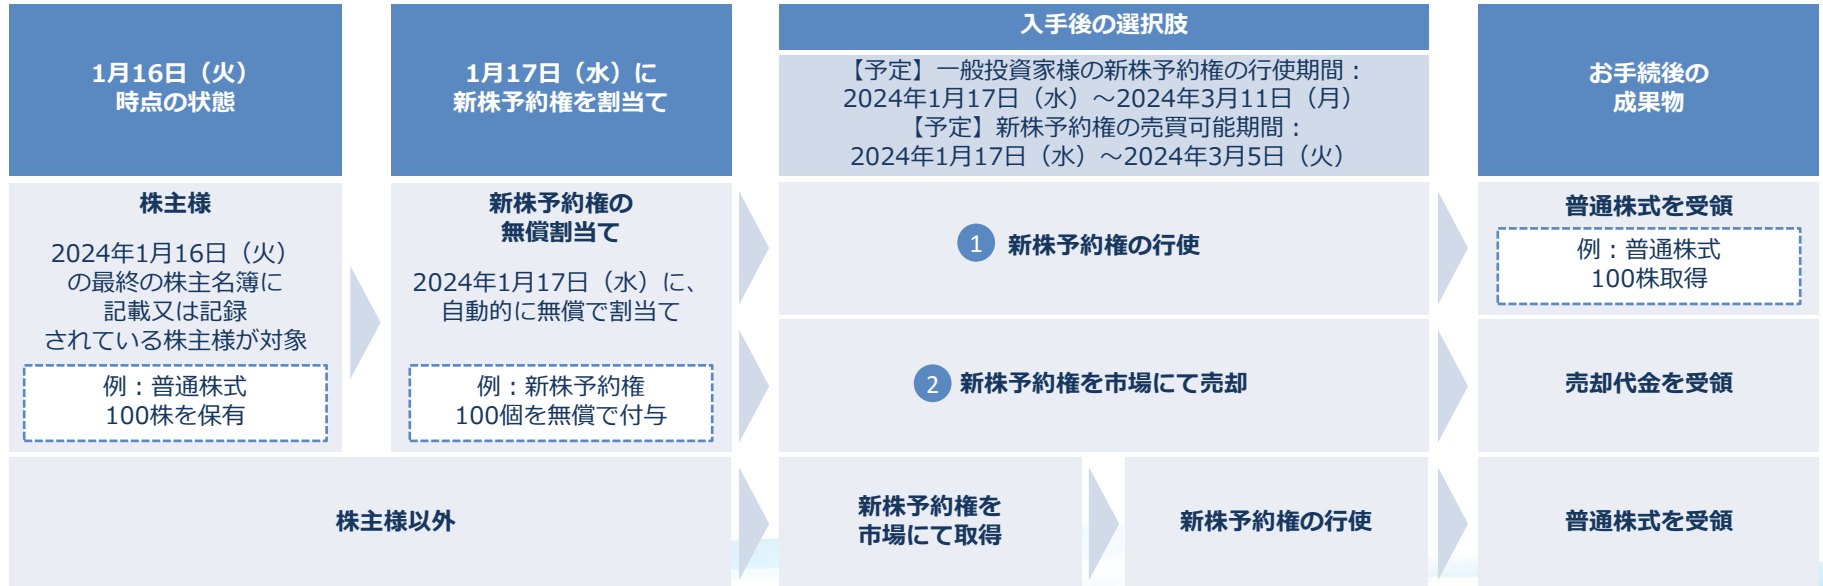 1月16日（火）
時点の状態
1月17日（水）に
新株予約権を割当て
入手後の選択肢
【予定】一般投資家様の新株予約権の行使期間：
2024年1月17日（水）～2024年3月11日（月）
【予定】新株予約権の売買可能期間：
2024年1月17日（水）～2024年3月5日（火）
お手続後の
成果物
株主様
2024年1月16日（火）
の最終の株主名簿に
記載又は記録
されている株主様が対象
例：普通株式
100株を保有
新株予約権の
無償割当て
2024年1月17日（水）に、
自動的に無償で割当て
例：新株予約権
100個を無償で付与
1 新株予約権の行使
普通株式を受領
例：普通株式
100株取得
2 新株予約権を市場にて売却
売却代金を受領
株主様以外
新株予約権を
市場にて取得
新株予約権の行使
普通株式を受領